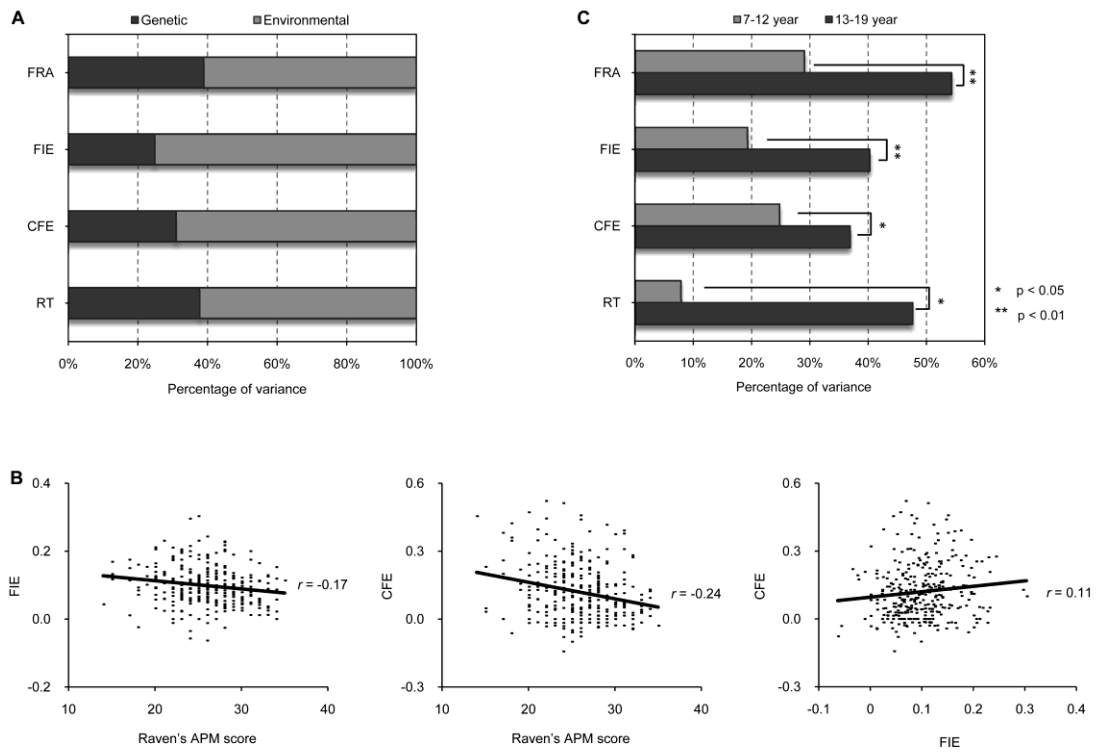 A
Genetic
Environmental
FRA
FIE
CFE
RT
0% 20% 40% 60% 80% 100%
Percentage of variance
C
7-12 year
13-19 year
FRA
**
FIE
**
CFE
*
RT
*
* p < 0.05
** p < 0.01
0% 10% 20% 30% 40% 50% 60%
Percentage of variance
B
FIE
0.4
0.2
0.0
-0.2
r = -0.17
10 20 30 40
Raven's APM score
CFE
0.6
0.3
0.0
-0.3
r = -0.24
10 20 30 40
Raven's APM score
CFE
0.6
0.3
0.0
-0.3
r = 0.11
-0.1 0 0.1 0.2 0.3 0.4
FIE